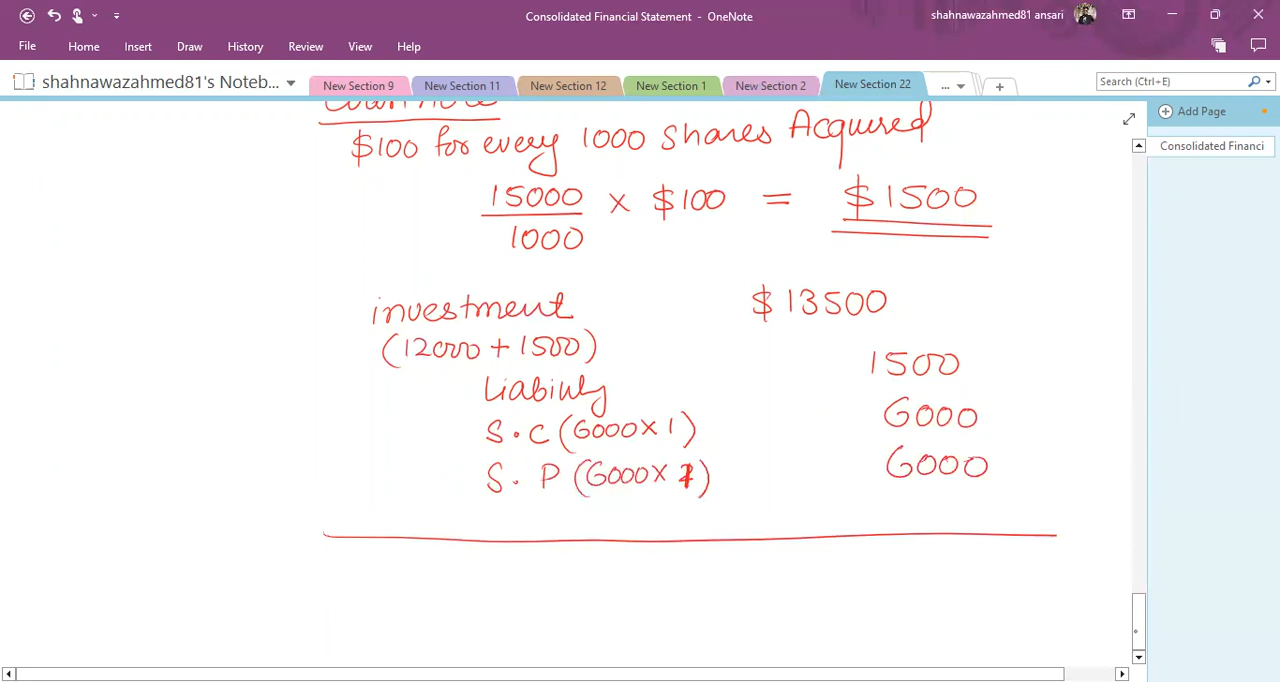 Consolidated Financial Statement - OneNote
shahnawazahmed81 ansari
File Home Insert Draw History Review View Help
shahnawazahmed81's Noteb... New Section 9 New Section 11 New Section 12 New Section 1 New Section 2 New Section 22 ... + Search (Ctrl+E)
Add Page
Consolidated Financi
$100 for every 1000 Shares Acquired
15000 × $100 = $1500
1000
investment $13500
(12000 + 1500)
Liability 1500
S.C (6000×1) 6000
S.P (6000×1) 6000